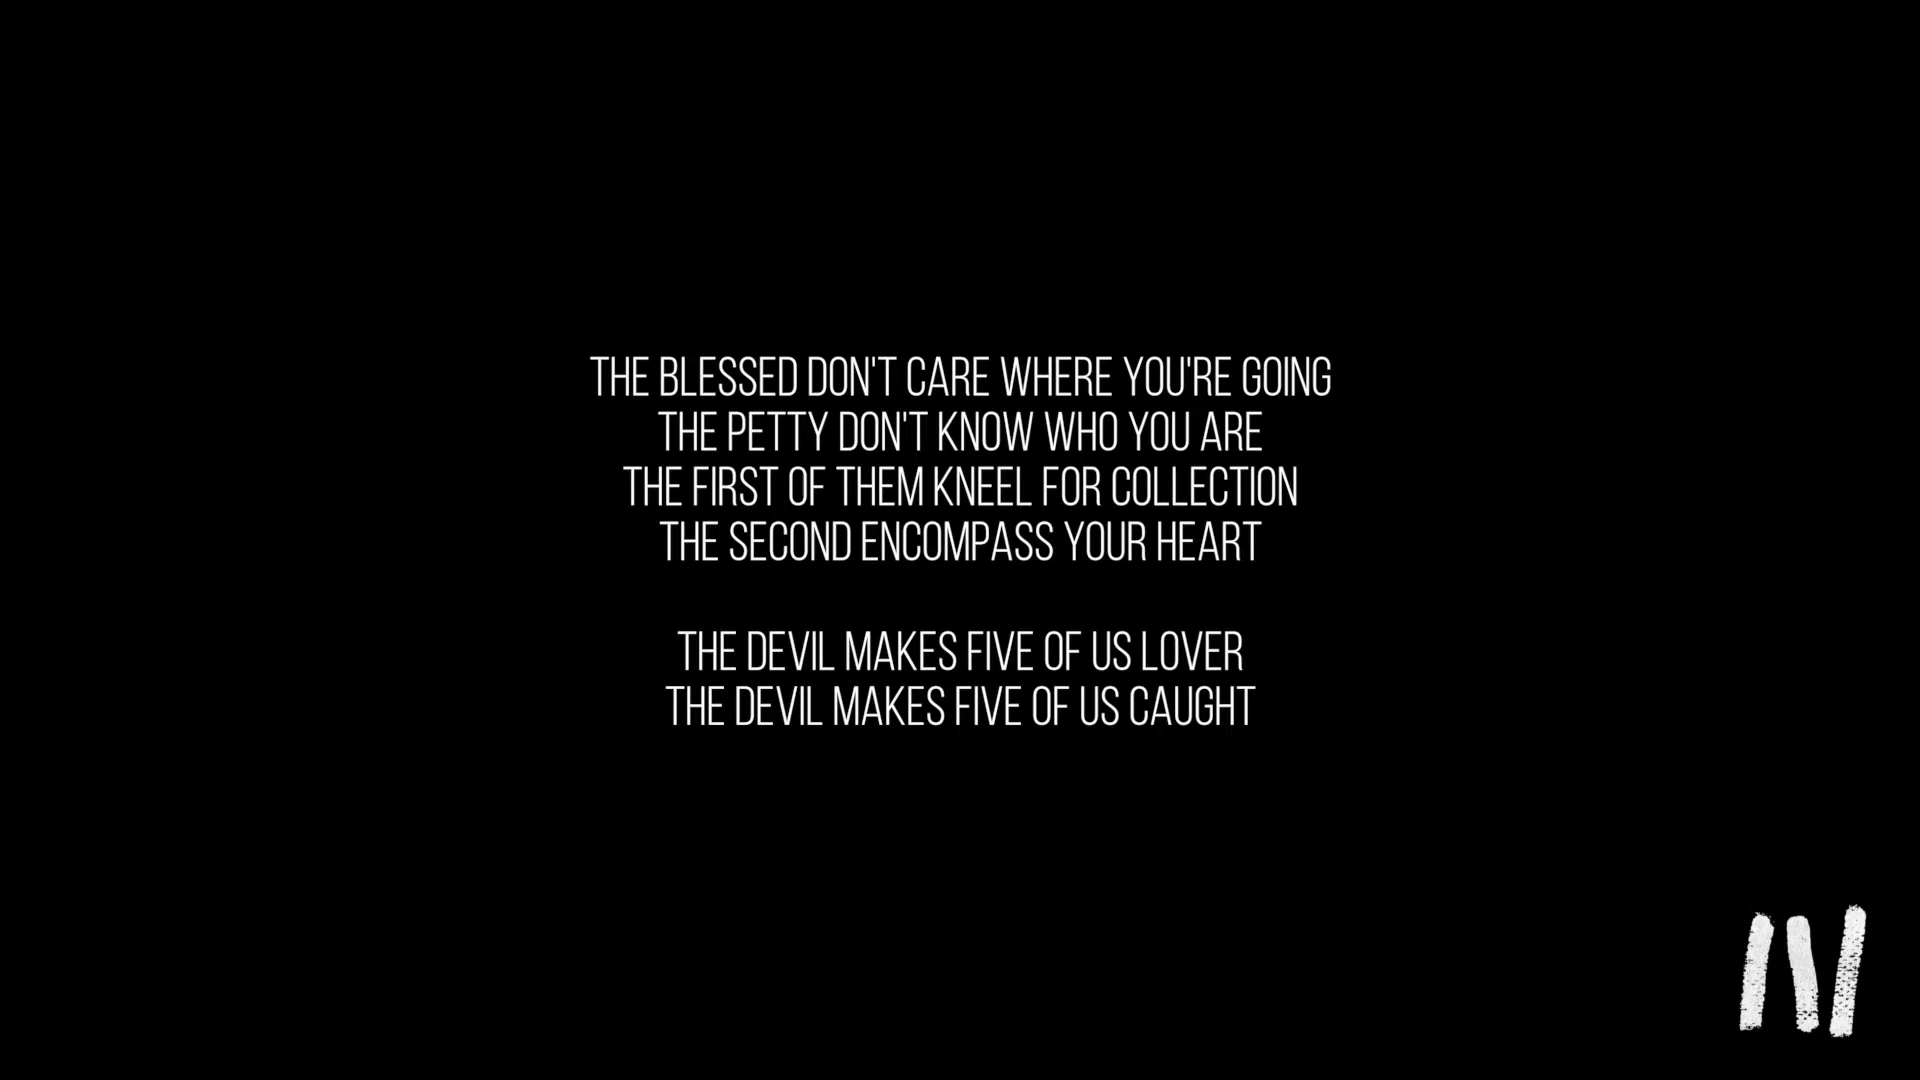 THE BLESSED DON'T CARE WHERE YOU'RE GOING
THE PETTY DON'T KNOW WHO YOU ARE
THE FIRST OF THEM KNEEL FOR COLLECTION
THE SECOND ENCOMPASS YOUR HEART
THE DEVIL MAKES FIVE OF US LOVER
THE DEVIL MAKES FIVE OF US CAUGHT